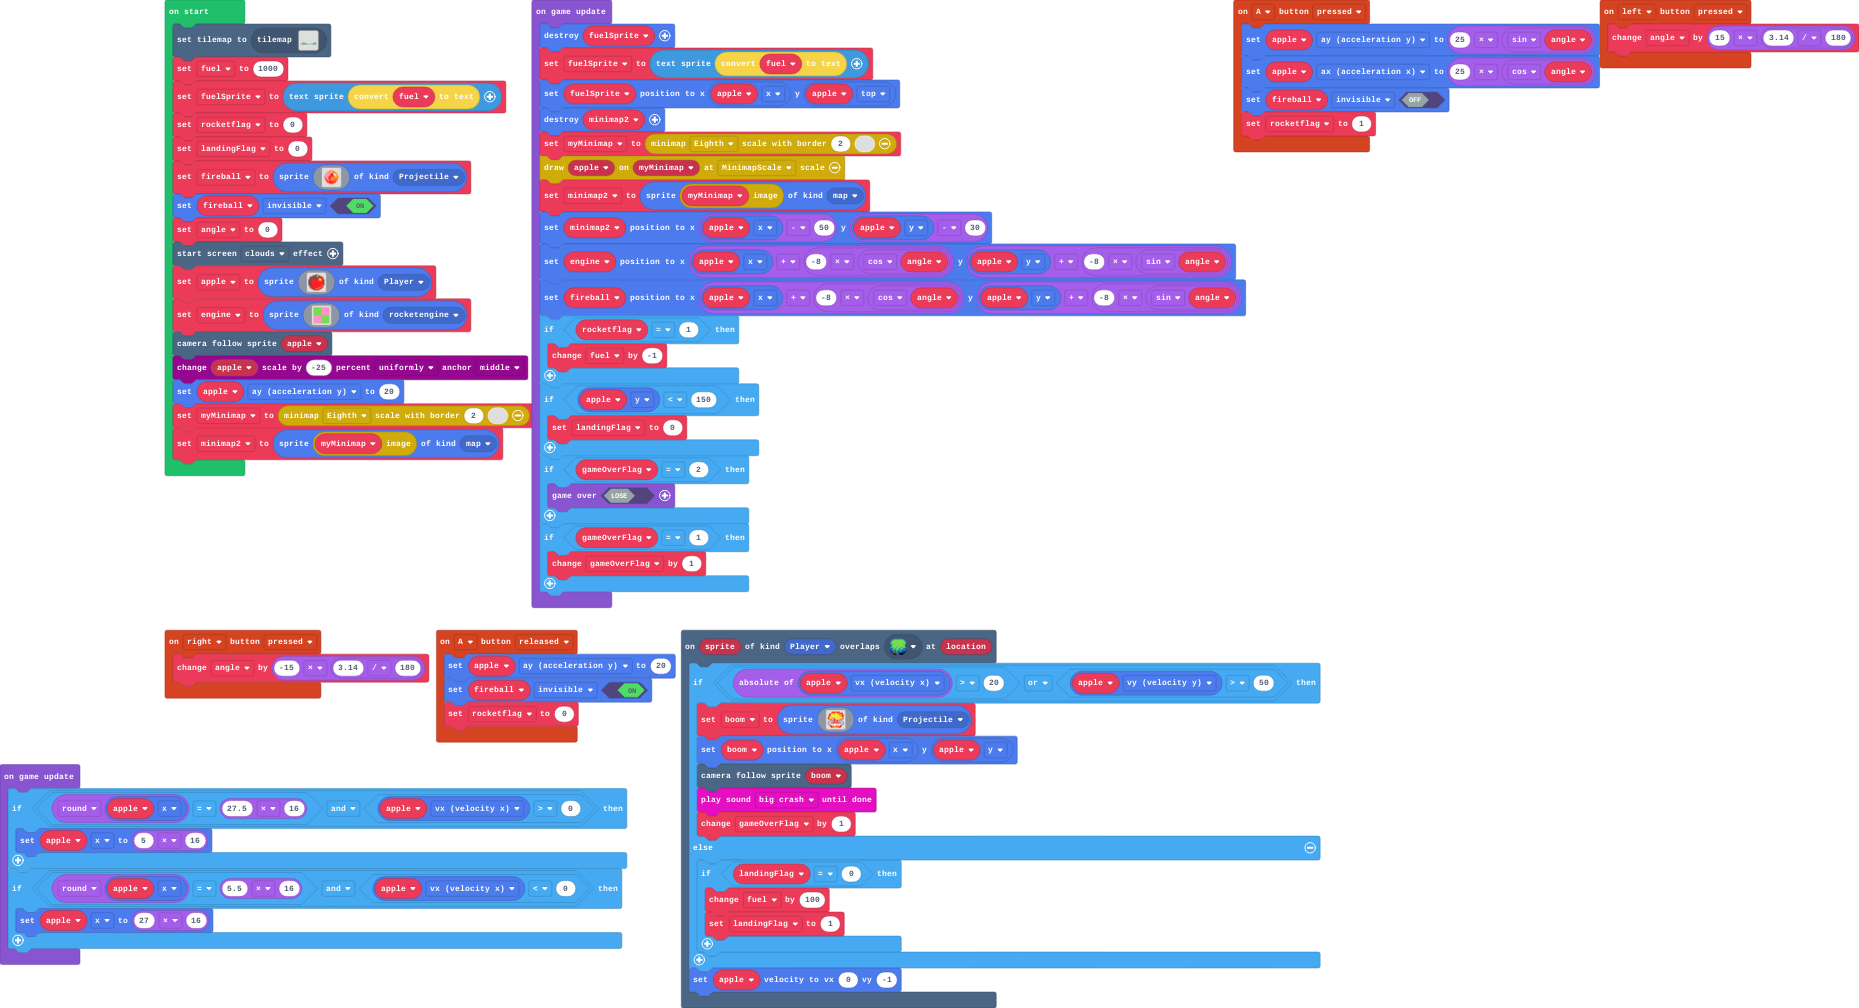 on start
set tilemap to tilemap
set fuel to 1000
set fuelSprite to text sprite convert fuel to text
set rocketflag to 0
set landingFlag to 0
set fireball to sprite of kind Projectile
set fireball invisible ON
set angle to 0
start screen clouds effect
set apple to sprite of kind Player
set engine to sprite of kind rocketengine
camera follow sprite apple
change apple scale by -25 percent uniformly anchor middle
set apple ay (acceleration y) to 20
set myMinimap to minimap Eighth scale with border 2
set minimap2 to sprite myMinimap image of kind map
on game update
destroy fuelSprite
set fuelSprite to text sprite convert fuel to text
set fuelSprite position to x apple x y apple top
destroy minimap2
set myMinimap to minimap Eighth scale with border 2
draw apple on myMinimap at MinimapScale scale
set minimap2 to sprite myMinimap image of kind map
set minimap2 position to x apple x - 50 y apple y - 30
set engine position to x apple x + -8 × cos angle y apple y + -8 × sin angle
set fireball position to x apple x + -8 × cos angle y apple y + -8 × sin angle
if rocketflag = 1 then
change fuel by -1
if apple y < 150 then
set landingFlag to 0
if gameOverFlag = 2 then
game over LOSE
if gameOverFlag = 1 then
change gameOverFlag by 1
on A button pressed
set apple ay (acceleration y) to 25 × sin angle
set apple ax (acceleration x) to 25 × cos angle
set fireball invisible OFF
set rocketflag to 1
on left button pressed
change angle by 15 × 3.14 / 180
on right button pressed
change angle by -15 × 3.14 / 180
on A button released
set apple ay (acceleration y) to 20
set fireball invisible ON
set rocketflag to 0
on sprite of kind Player overlaps at location
if absolute of apple vx (velocity x) > 20 or apple vy (velocity y) > 50 then
set boom to sprite of kind Projectile
set boom position to x apple x y apple y
camera follow sprite boom
play sound big crash until done
change gameOverFlag by 1
else
if landingFlag = 0 then
change fuel by 100
set landingFlag to 1
set apple velocity to vx 0 vy -1
on game update
if round apple x = 27.5 × 16 and apple vx (velocity x) > 0 then
set apple x to 5 × 16
if round apple x = 5.5 × 16 and apple vx (velocity x) < 0 then
set apple x to 27 × 16